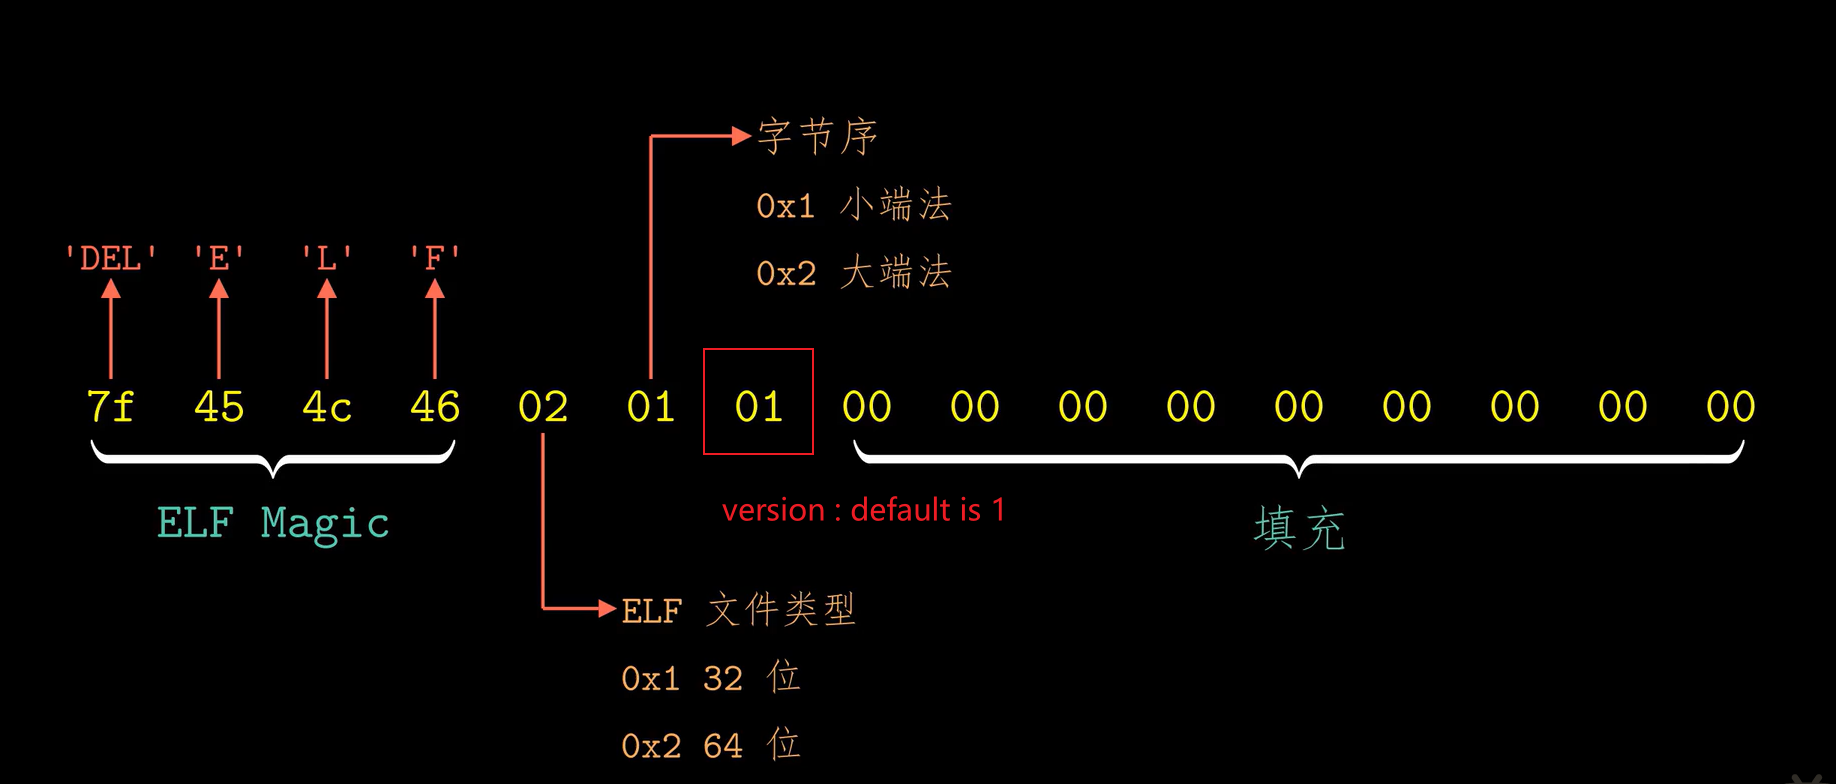 字节序
0x1 小端法
0x2 大端法
'DEL' 'E' 'L' 'F'
7f 45 4c 46 02 01 01 00 00 00 00 00 00 00 00 00
ELF Magic
version : default is 1
填充
ELF 文件类型
0x1 32 位
0x2 64 位